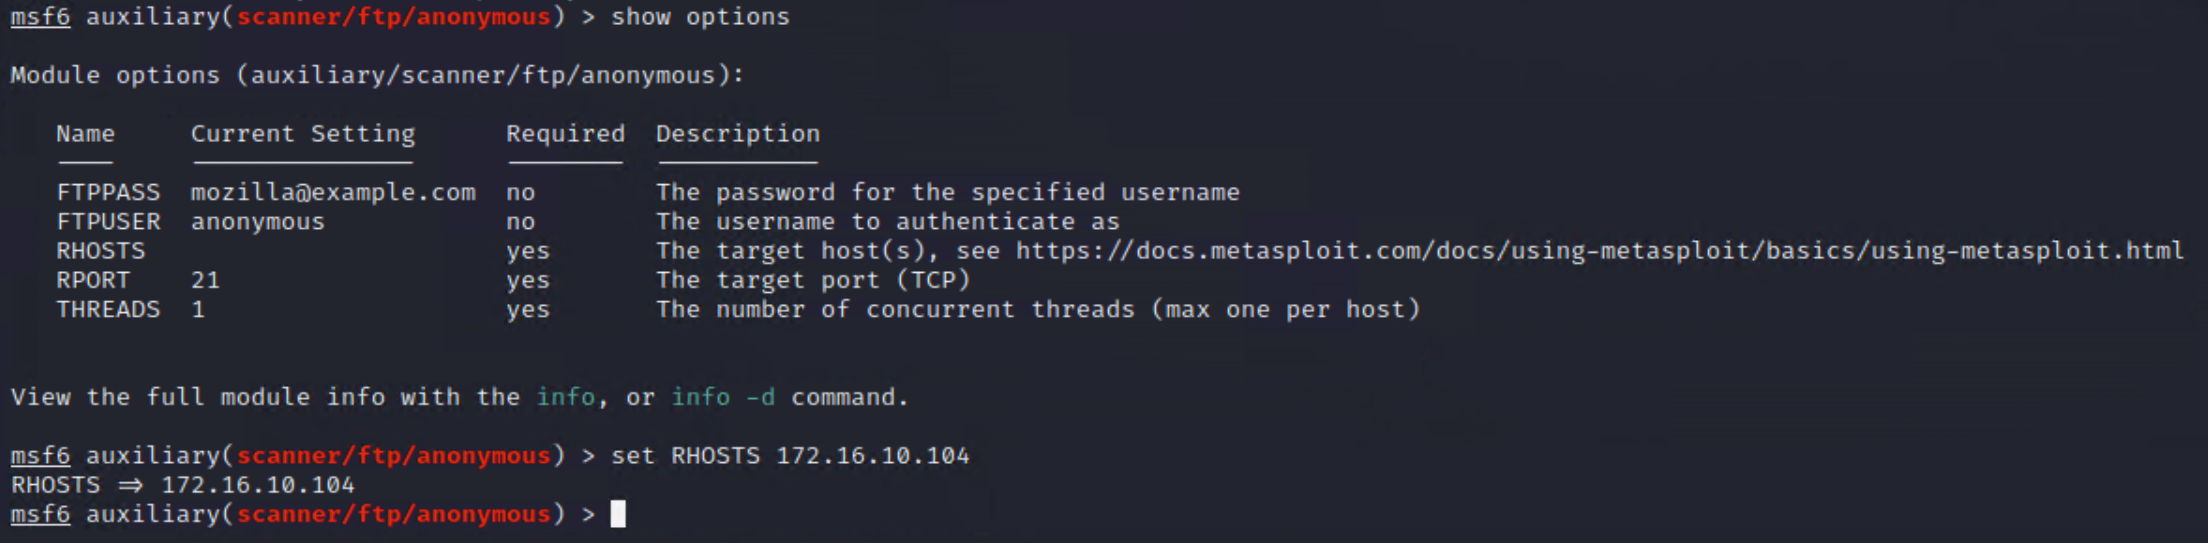 msf6 auxiliary(scanner/ftp/anonymous) > show options
Module options (auxiliary/scanner/ftp/anonymous):
Name Current Setting Required Description
FTPPASS mozilla@example.com no The password for the specified username
FTPUSER anonymous no The username to authenticate as
RHOSTS yes The target host(s), see https://docs.metasploit.com/docs/using-metasploit/basics/using-metasploit.html
RPORT 21 yes The target port (TCP)
THREADS 1 yes The number of concurrent threads (max one per host)
View the full module info with the info, or info -d command.
msf6 auxiliary(scanner/ftp/anonymous) > set RHOSTS 172.16.10.104
RHOSTS => 172.16.10.104
msf6 auxiliary(scanner/ftp/anonymous) >